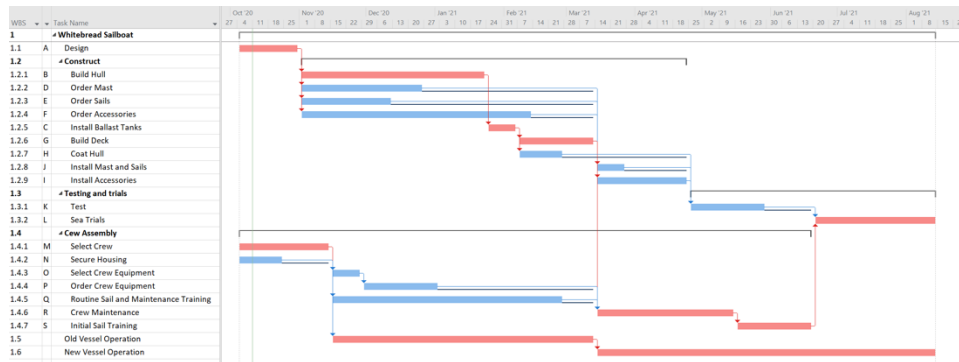 Oct '20 Nov '20 Dec '20 Jan '21 Feb '21 Mar '21 Apr '21 May '21 Jun '21 Jul '21 Aug '21
WBS Task Name 27 4 11 18 25 1 8 15 22 29 6 13 20 27 3 10 17 24 31 7 14 21 28 7 14 21 28 4 11 18 25 2 9 16 23 30 6 13 20 27 4 11 18 25 1 8 15
1 Whitebread Sailboat
1.1 A Design
1.2 Construct
1.2.1 B Build Hull
1.2.2 D Order Mast
1.2.3 E Order Sails
1.2.4 F Order Accessories
1.2.5 C Install Ballast Tanks
1.2.6 G Build Deck
1.2.7 H Coat Hull
1.2.8 J Install Mast and Sails
1.2.9 I Install Accessories
1.3 Testing and trials
1.3.1 K Test
1.3.2 L Sea Trials
1.4 Cew Assembly
1.4.1 M Select Crew
1.4.2 N Secure Housing
1.4.3 O Select Crew Equipment
1.4.4 P Order Crew Equipment
1.4.5 Q Routine Sail and Maintenance Training
1.4.6 R Crew Maintenance
1.4.7 S Initial Sail Training
1.5 Old Vessel Operation
1.6 New Vessel Operation